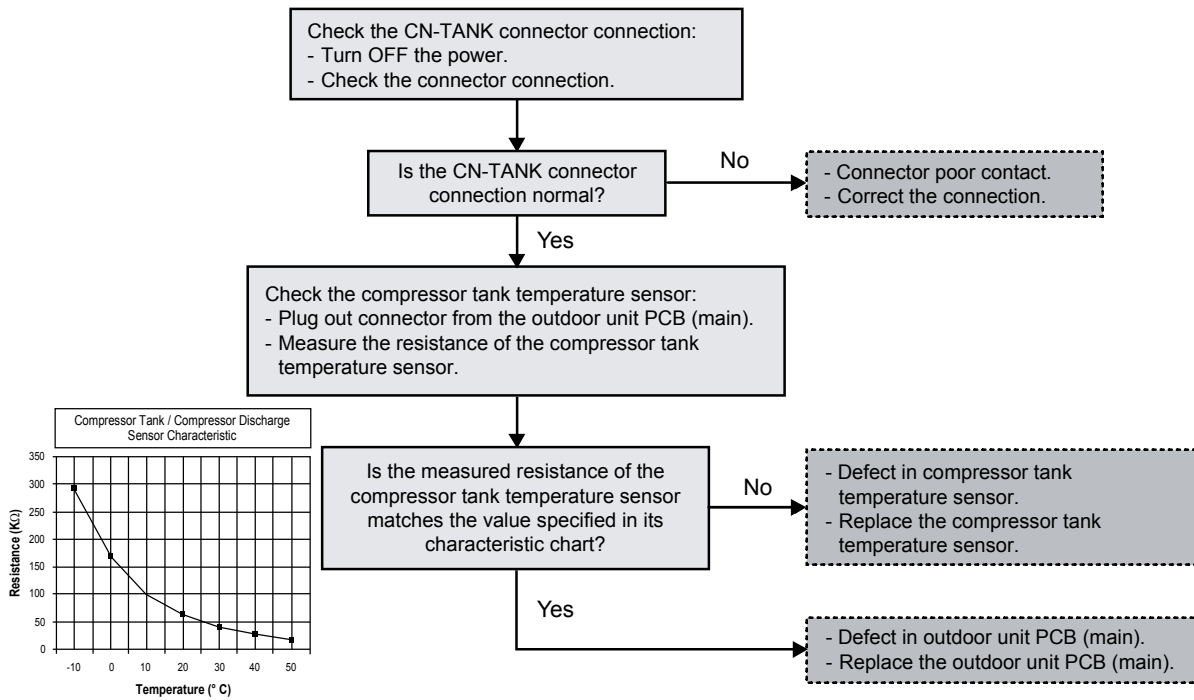 Check the CN-TANK connector connection:
- Turn OFF the power.
- Check the connector connection.
Is the CN-TANK connector
connection normal?
No
- Connector poor contact.
- Correct the connection.
Yes
Check the compressor tank temperature sensor:
- Plug out connector from the outdoor unit PCB (main).
- Measure the resistance of the compressor tank
temperature sensor.
Compressor Tank / Compressor Discharge
Sensor Characteristic
Resistance (KΩ)
350
300
250
200
150
100
50
0
-10 0 10 20 30 40 50
Temperature (° C)
Is the measured resistance of the
compressor tank temperature sensor
matches the value specified in its
characteristic chart?
No
- Defect in compressor tank
temperature sensor.
- Replace the compressor tank
temperature sensor.
Yes
- Defect in outdoor unit PCB (main).
- Replace the outdoor unit PCB (main).